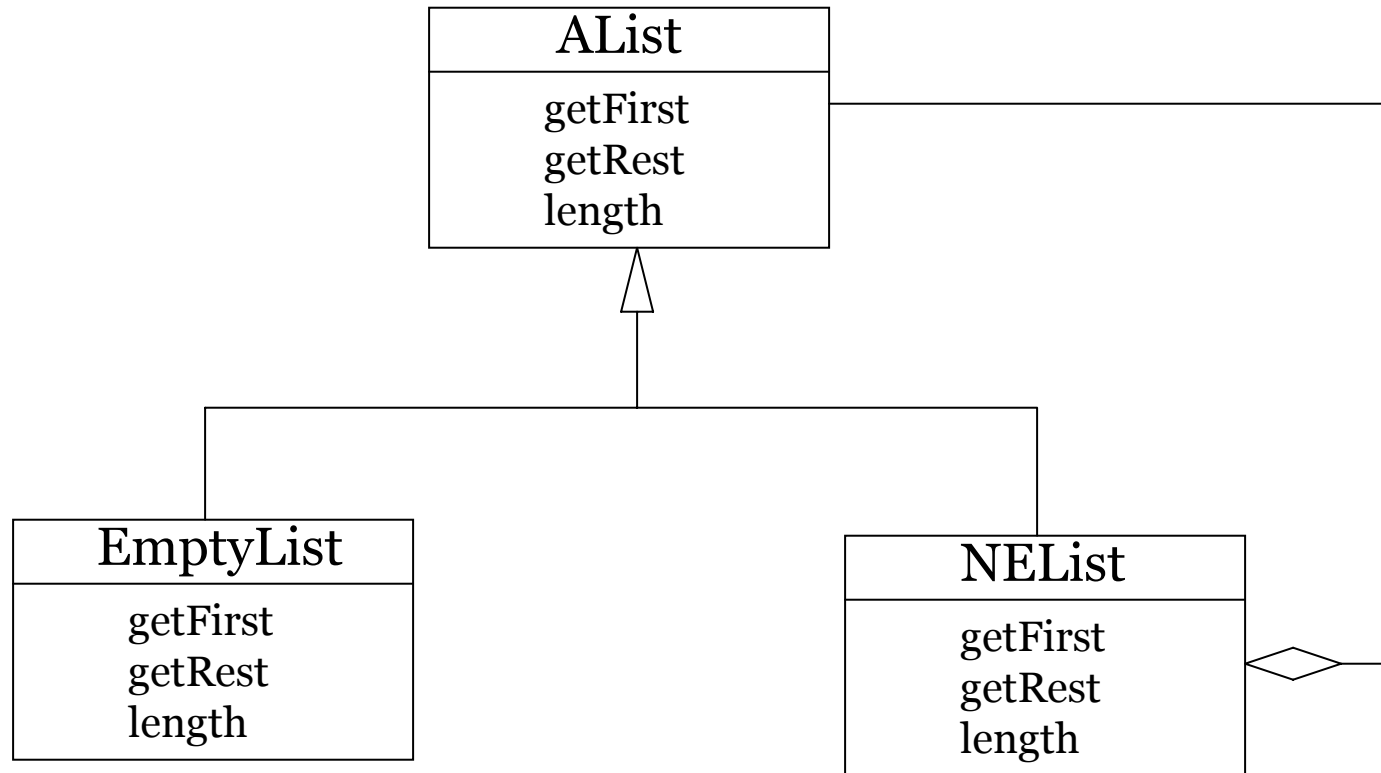 AList
getFirst
getRest
length
EmptyList
getFirst
getRest
length
NEList
getFirst
getRest
length